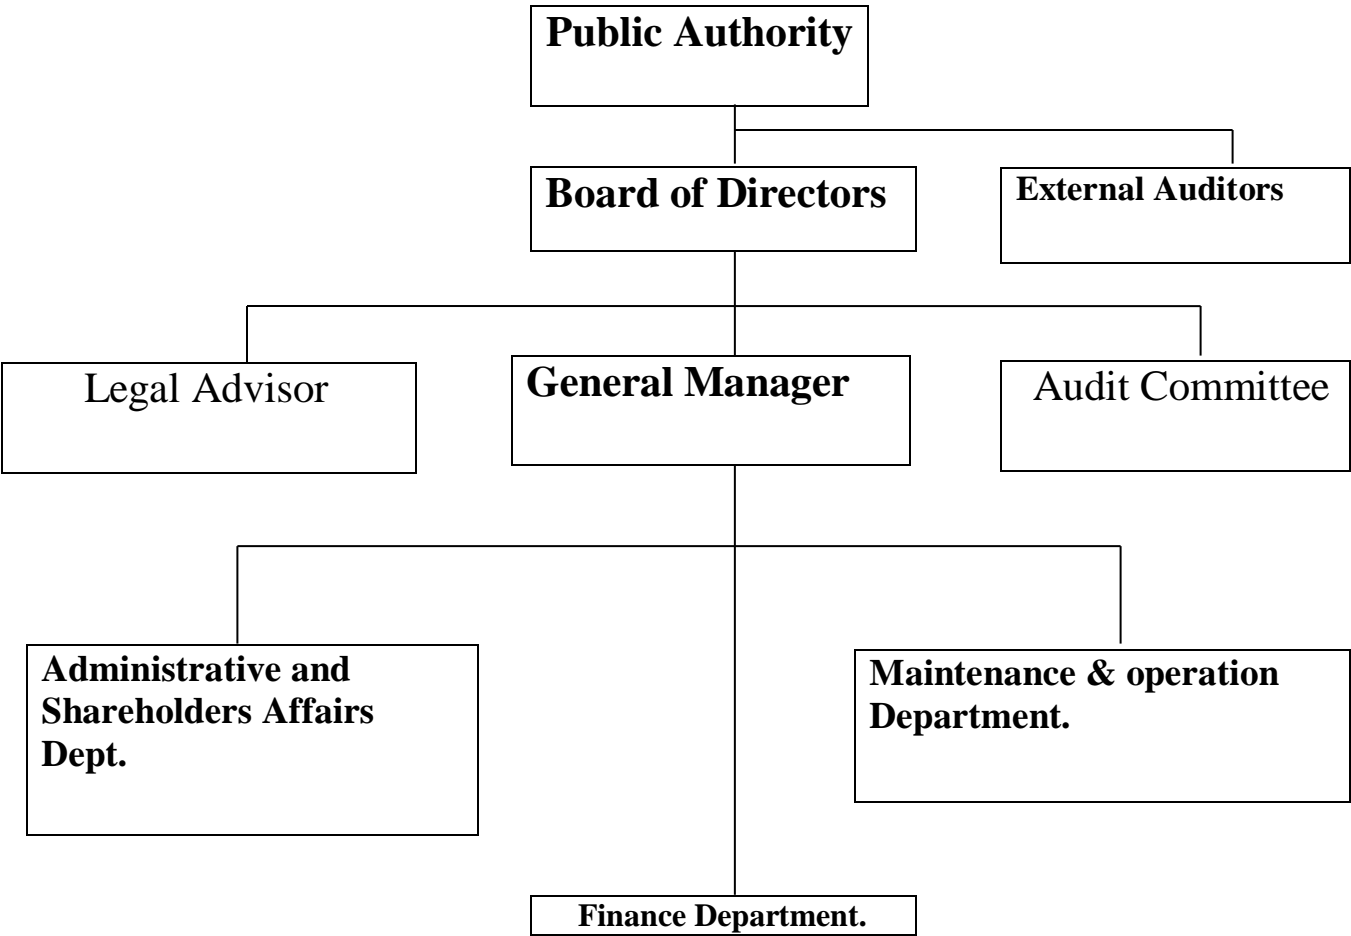 Public Authority
Board of Directors
External Auditors
Legal Advisor
General Manager
Audit Committee
Administrative and
Shareholders Affairs
Dept.
Maintenance & operation
Department.
Finance Department.